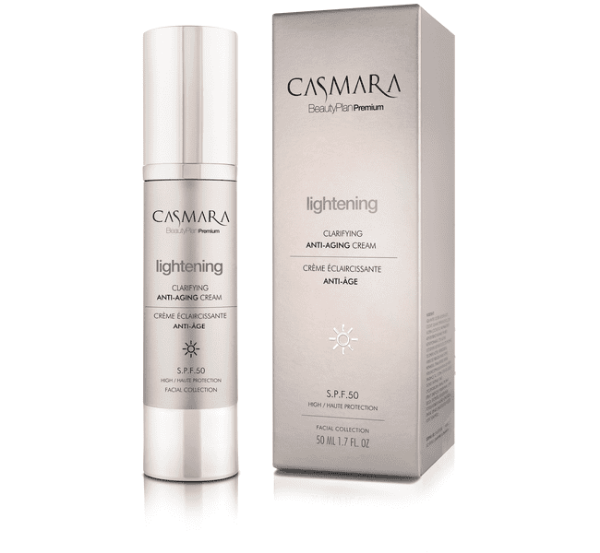 CASMARA
BeautyPlanPremium
lightening
CLARIFYING
ANTI-AGING CREAM
CRÈME ÉCLAIRCISSANTE
ANTI-ÂGE
S.P.F.50
HIGH / HAUTE PROTECTION
FACIAL COLLECTION
CASMARA
BeautyPlanPremium
lightening
CLARIFYING
ANTI-AGING CREAM
CRÈME ÉCLAIRCISSANTE
ANTI-ÂGE
S.P.F.50
HIGH / HAUTE PROTECTION
FACIAL COLLECTION
50 ML 1.7 FL. OZ